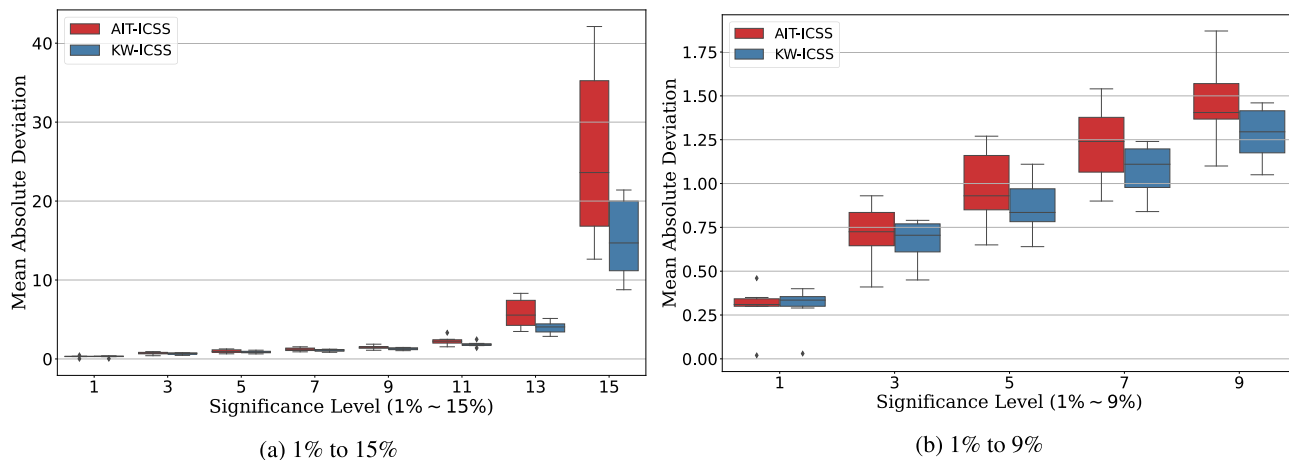 AIT-ICSS
KW-ICSS
40
30
20
10
0
Mean Absolute Deviation
1 3 5 7 9 11 13 15
Significance Level (1% ~ 15%)
(a) 1% to 15%
AIT-ICSS
KW-ICSS
1.75
1.50
1.25
1.00
0.75
0.50
0.25
0.00
Mean Absolute Deviation
1 3 5 7 9
Significance Level (1% ~ 9%)
(b) 1% to 9%